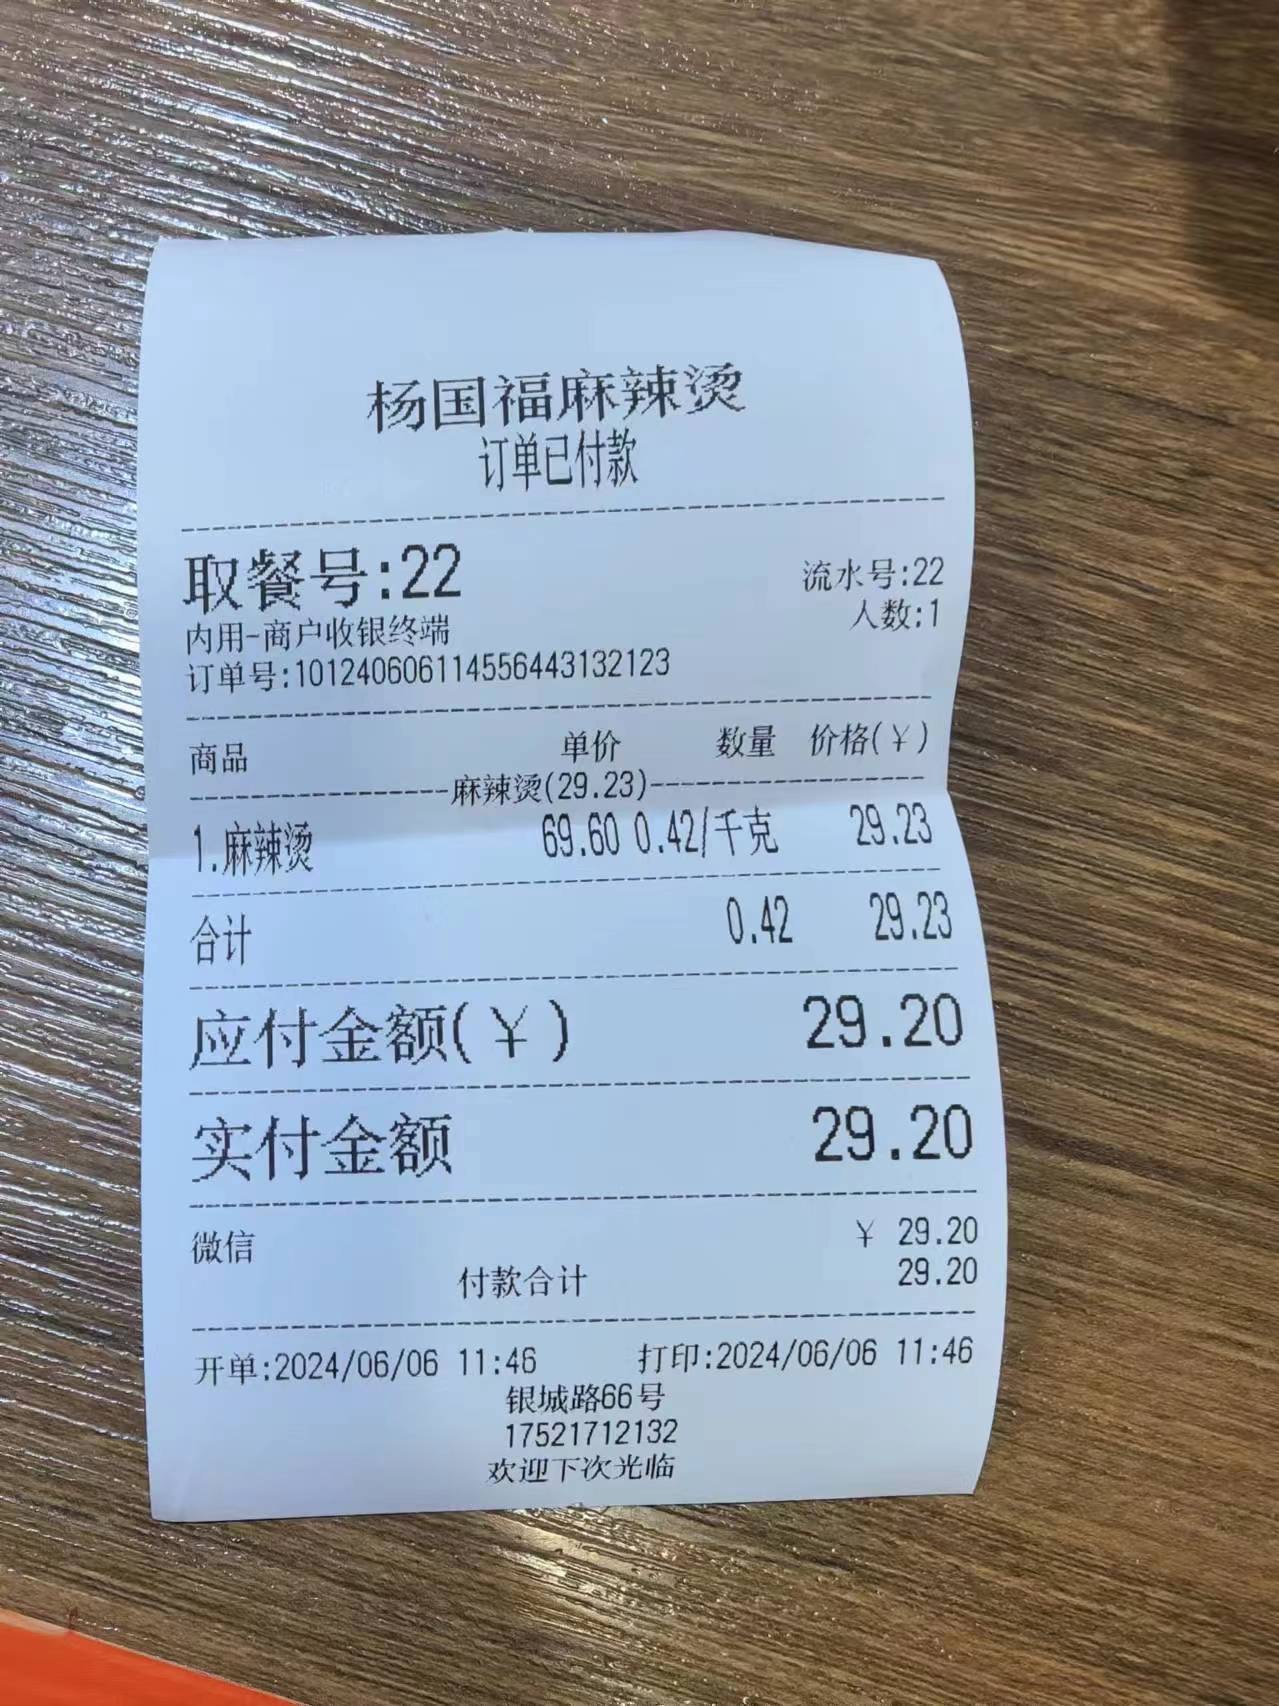 杨国福麻辣烫
订单已付款
取餐号:22 流水号:22
内用-商户收银终端 人数:1
订单号:101240606114556443132123
商品 单价 数量 价格(￥)
麻辣烫(29.23)
1.麻辣烫 69.60 0.42/千克 29.23
合计 0.42 29.23
应付金额(￥) 29.20
实付金额 29.20
微信 ￥ 29.20
付款合计 29.20
开单:2024/06/06 11:46 打印:2024/06/06 11:46
银城路66号
17521712132
欢迎下次光临